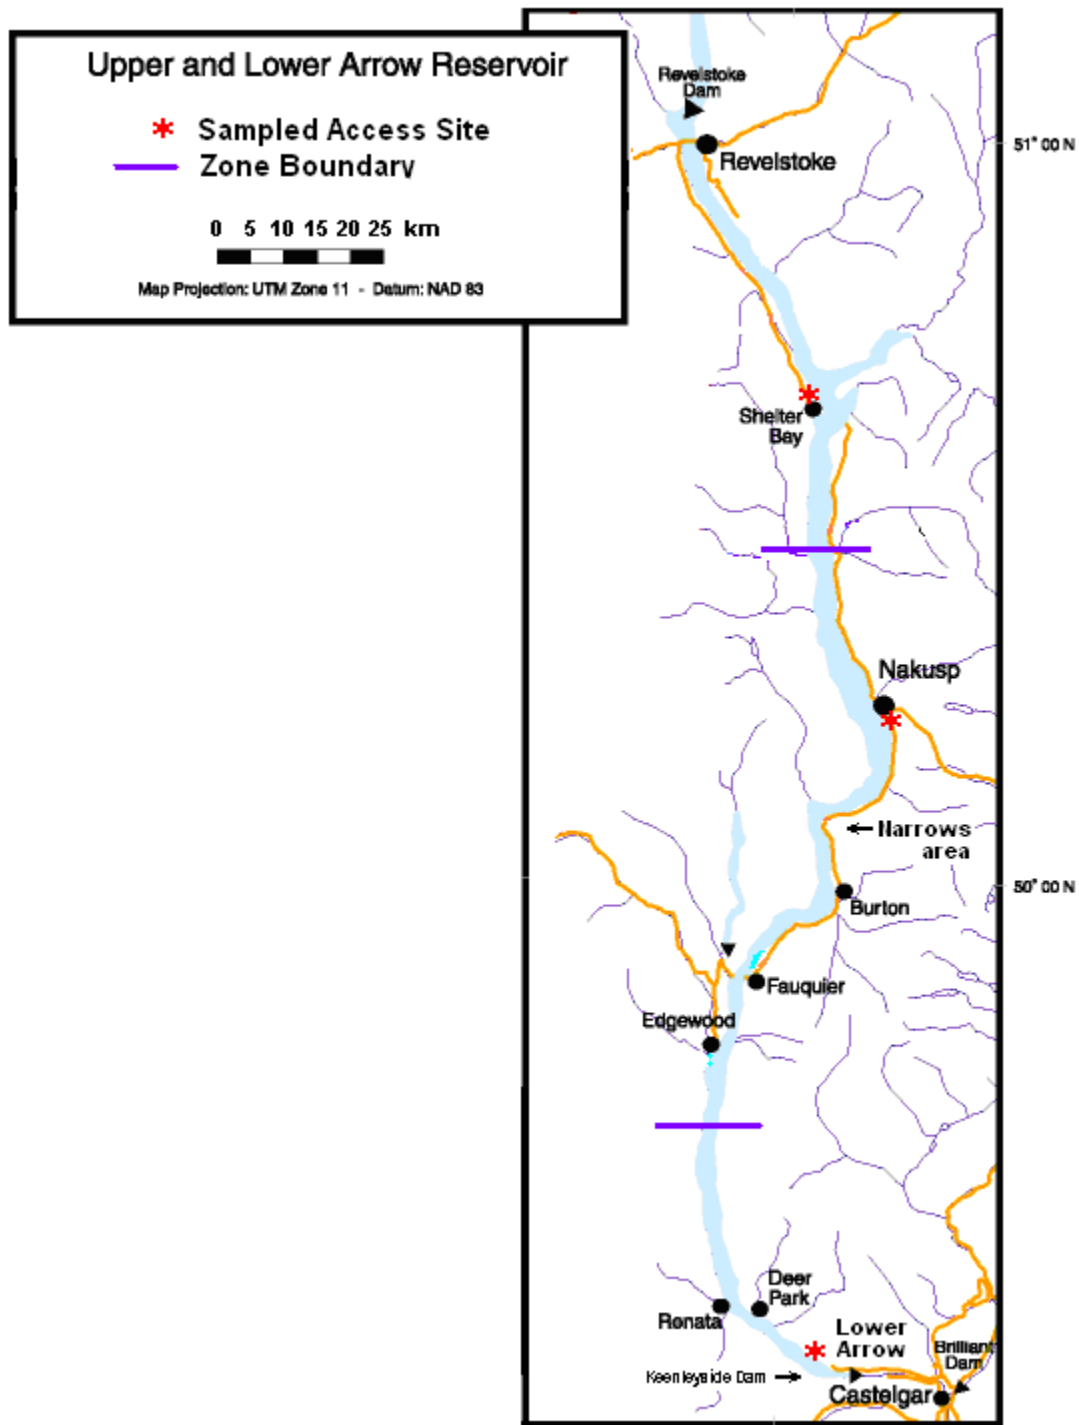 Upper and Lower Arrow Reservoir
Sampled Access Site
Zone Boundary
0 5 10 15 20 25 km
Map Projection: UTM Zone 11 - Datum: NAD 83
Revelstoke
Dam
Revelstoke
51° 00 N
Shelter
Bay
Nakusp
Narrows
area
50° 00 N
Burton
Fauquier
Edgewood
Deer
Park
Renata
Lower
Arrow
Brilliant
Dam
Keenleyside Dam
Castelgar